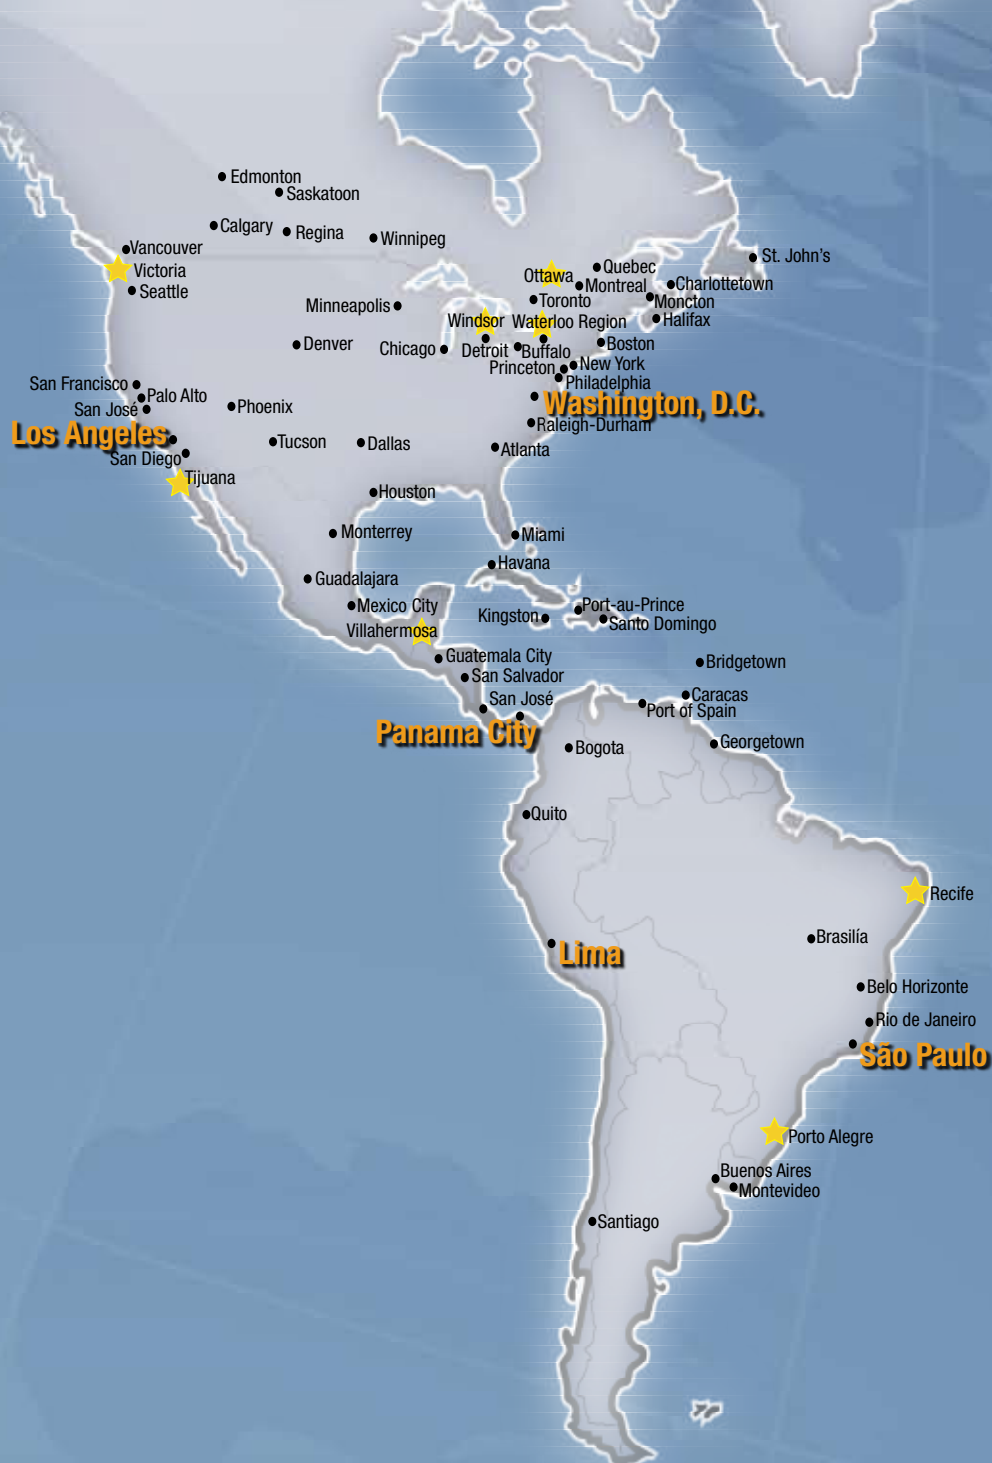 Edmonton
Saskatoon
Calgary
Regina
Winnipeg
Vancouver
Victoria
Seattle
St. John's
Quebec
Ottawa
Montreal
Charlottetown
Toronto
Moncton
Minneapolis
Windsor
Waterloo Region
Halifax
Denver
Chicago
Detroit
Buffalo
Boston
Princeton
New York
Philadelphia
San Francisco
Palo Alto
San José
Phoenix
Washington, D.C.
Raleigh-Durham
Los Angeles
Tucson
Dallas
Atlanta
San Diego
Tijuana
Houston
Monterrey
Miami
Havana
Guadalajara
Mexico City
Villahermosa
Kingston
Port-au-Prince
Santo Domingo
Guatemala City
San Salvador
Bridgetown
San José
Caracas
Port of Spain
Panama City
Bogota
Georgetown
Quito
Recife
Brasilía
Lima
Belo Horizonte
Rio de Janeiro
São Paulo
Porto Alegre
Buenos Aires
Montevideo
Santiago